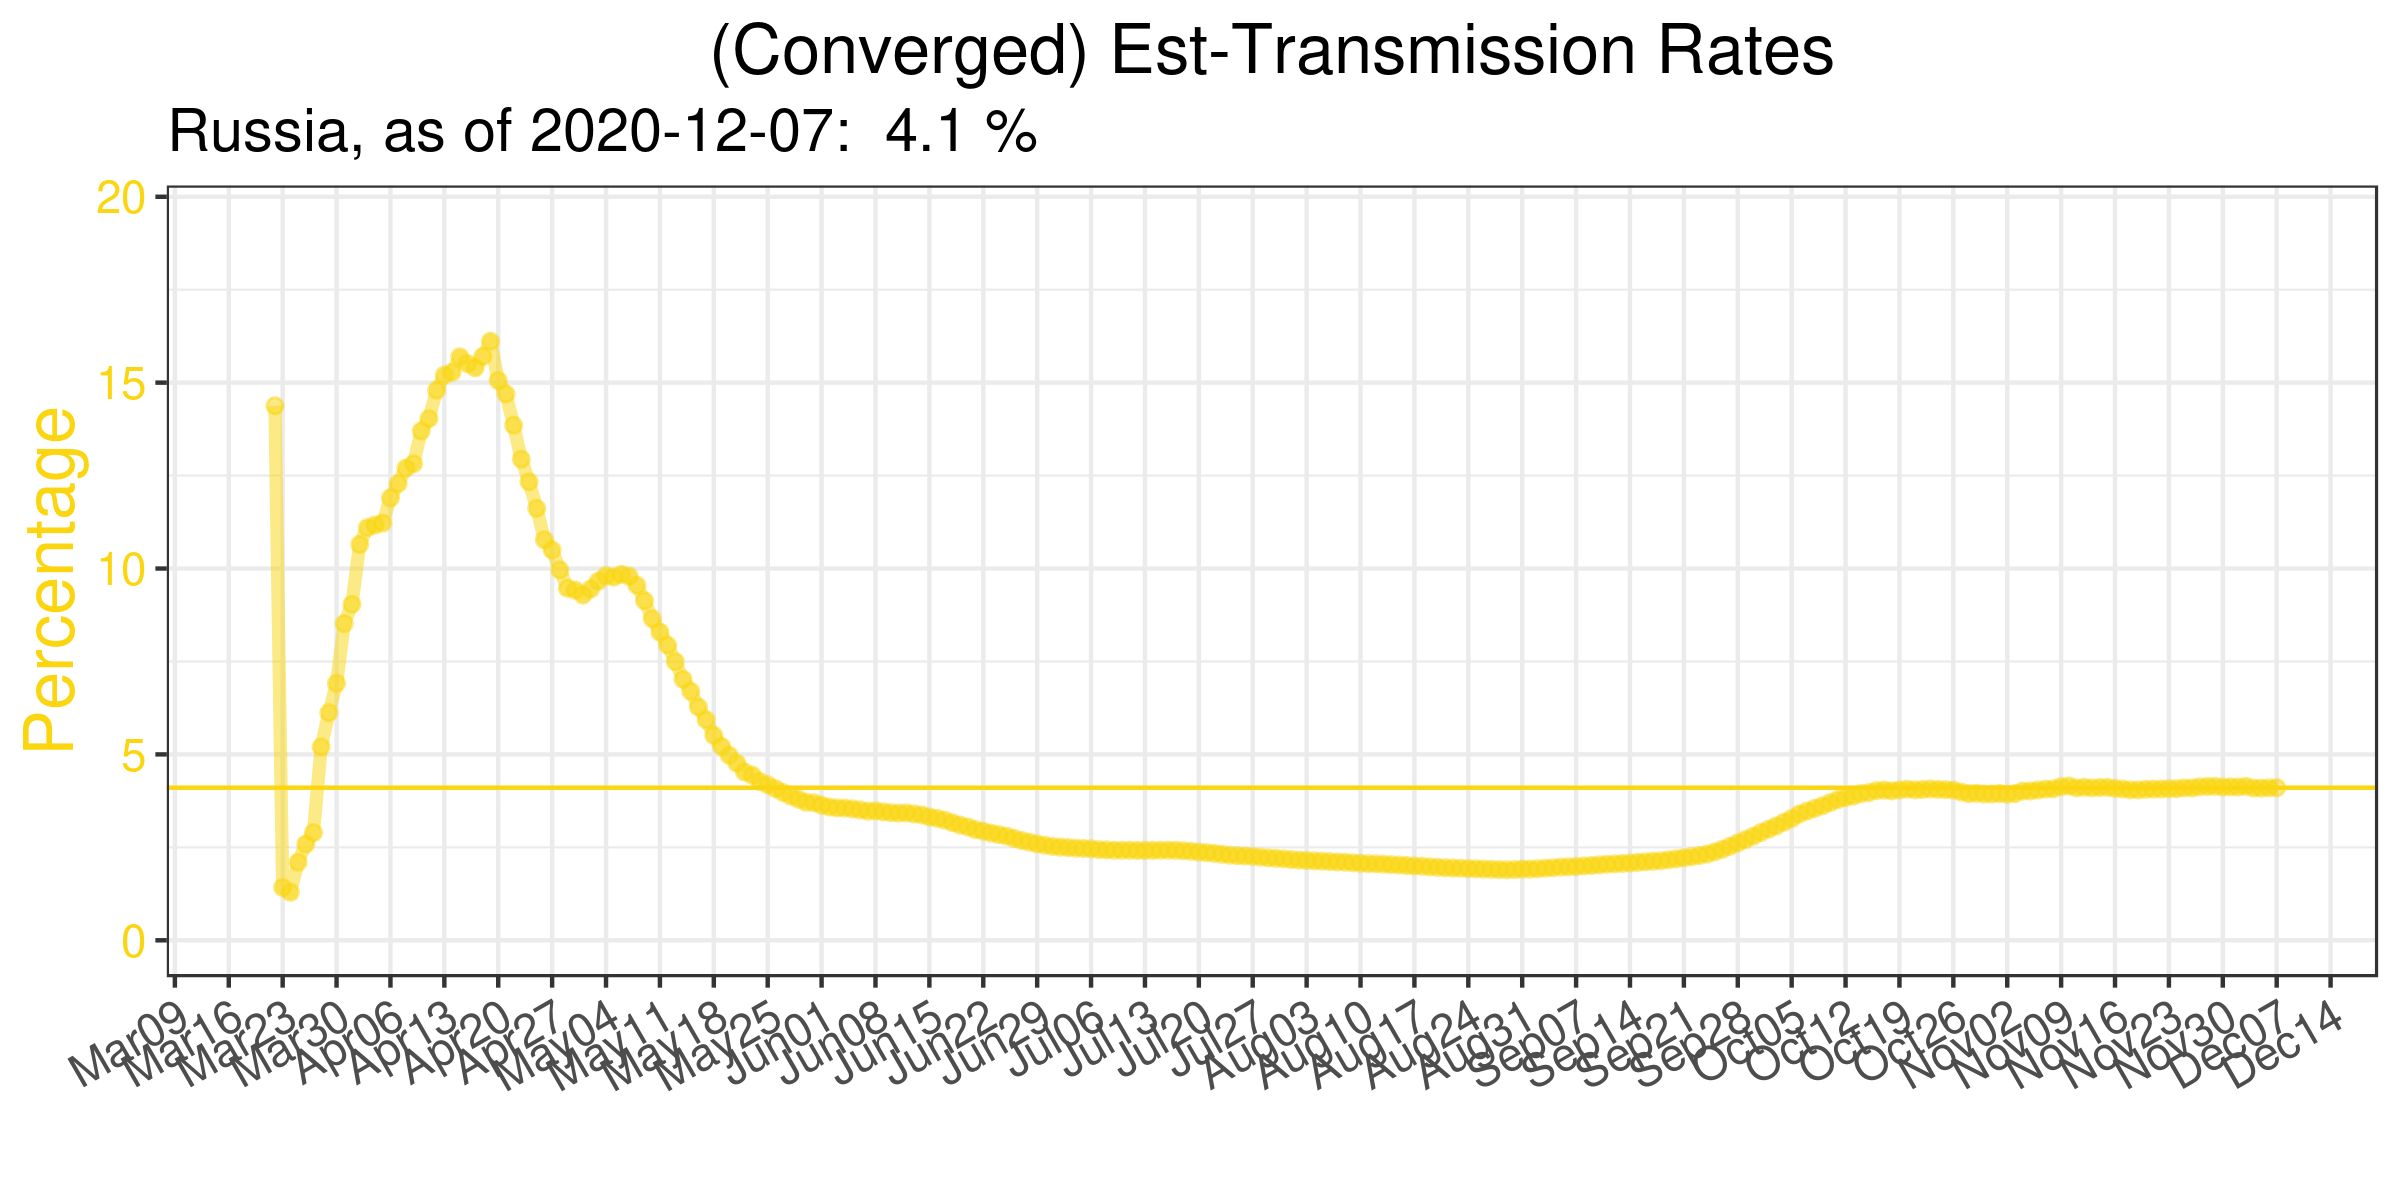 (Converged) Est-Transmission Rates
Russia, as of 2020-12-07:  4.1 %
Percentage
20
15
10
5
0
Mar09
Mar16
Mar23
Mar30
Apr06
Apr13
Apr20
Apr27
May04
May11
May18
May25
Jun01
Jun08
Jun15
Jun22
Jun29
Jul06
Jul13
Jul20
Jul27
Aug03
Aug10
Aug17
Aug24
Aug31
Sep07
Sep14
Sep21
Sep28
Oct05
Oct12
Oct19
Oct26
Nov02
Nov09
Nov16
Nov23
Nov30
Dec07
Dec14